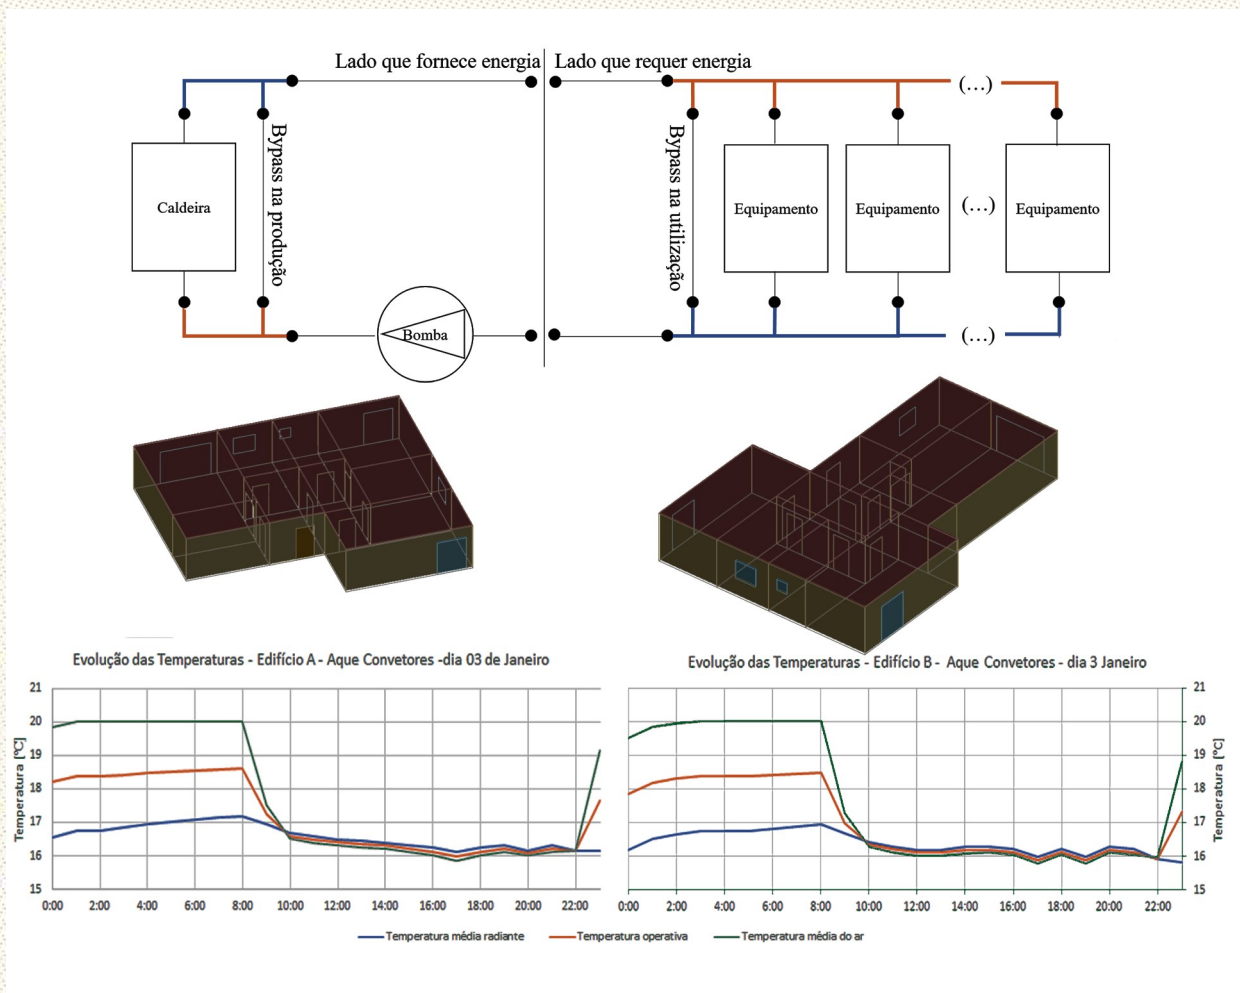 Lado que fornece energia
Lado que requer energia
(...)
Bypass na produção
Bypass na utilização
Caldeira
Equipamento
Equipamento
(...)
Equipamento
Bomba
(...)
Evolução das Temperaturas - Edifício A - Aque Convetores -dia 03 de Janeiro
Temperatura [ºC]
21
20
19
18
17
16
15
0:00 2:00 4:00 6:00 8:00 10:00 12:00 14:00 16:00 18:00 20:00 22:00
Evolução das Temperaturas - Edifício B - Aque Convetores - dia 3 Janeiro
21
20
19
18
17
16
15
Temperatura [ºC]
0:00 2:00 4:00 6:00 8:00 10:00 12:00 14:00 16:00 18:00 20:00 22:00
Temperatura média radiante Temperatura operativa Temperatura média do ar